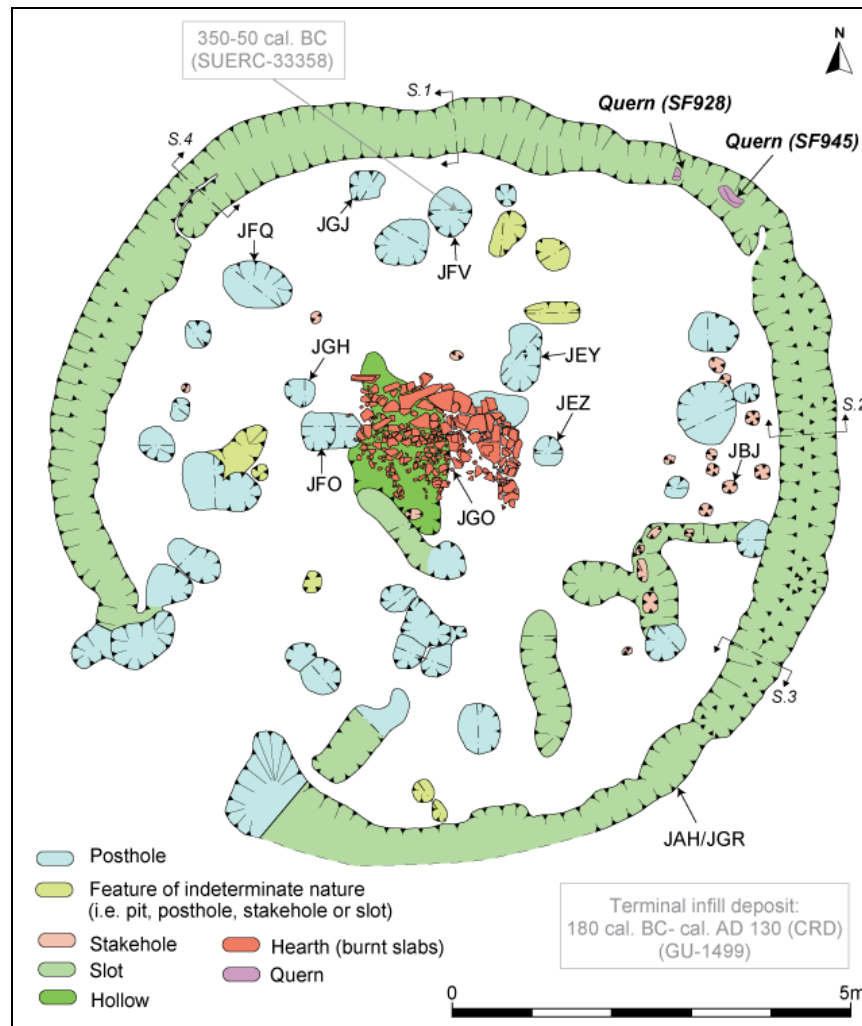 350-50 cal. BC
(SUERC-33358)
N
S.1
Quern (SF928)
Quern (SF945)
S.4
JGJ
JFQ
JFV
JGH
JEY
JEZ
S.2
JBJ
JFO
JGO
S.3
JAH/JGR
Posthole
Feature of indeterminate nature
(i.e. pit, posthole, stakehole or slot)
Stakehole
Hearth (burnt slabs)
Slot
Quern
Hollow
Terminal infill deposit:
180 cal. BC- cal. AD 130 (CRD)
(GU-1499)
0
5m